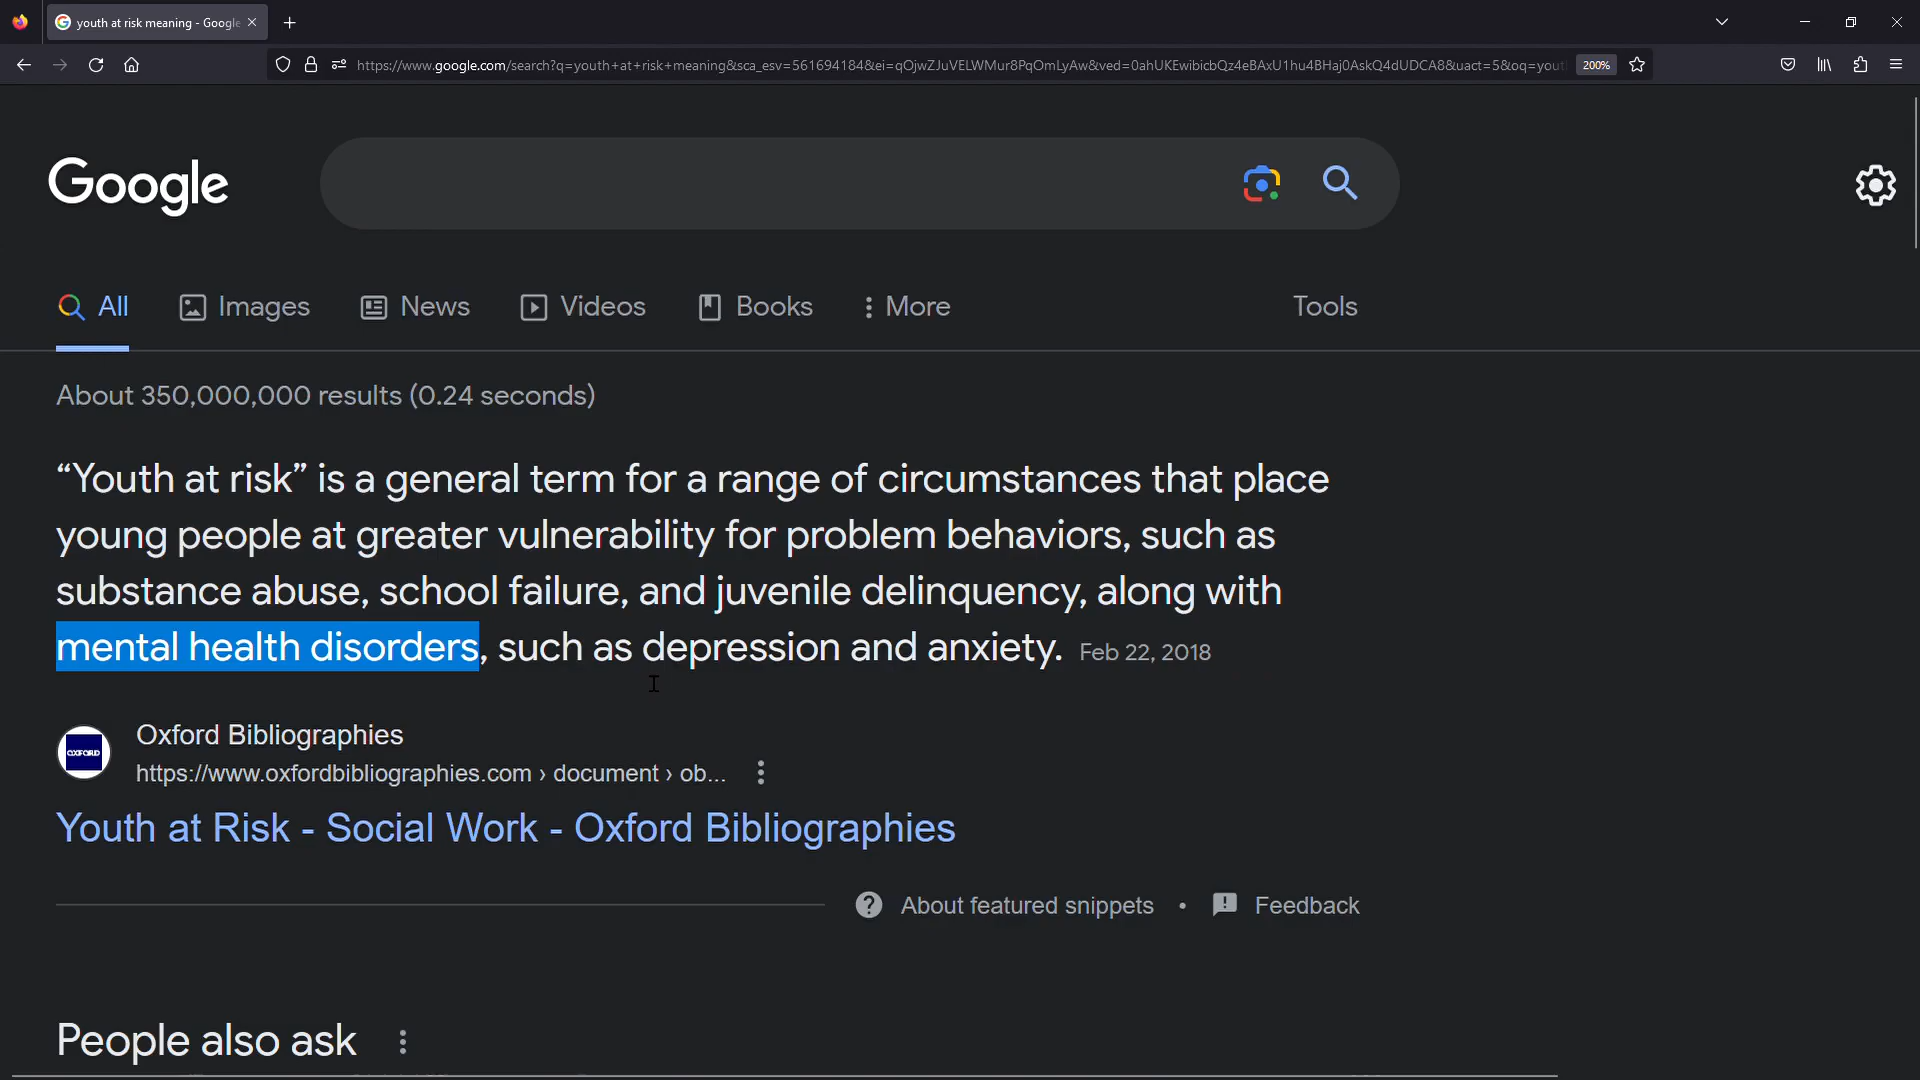 youth at risk meaning - Google
https://www.google.com/search?q=youth+at+risk+meaning&sca_esv=561694184&ei=qOjwZJuVELWMur8PqOmLyAw&ved=0ahUKEwibicbQz4eBAxU1hu4BHaj0AskQ4dUDCA8&uact=5&oq=yout
200%
Google
All
Images
News
Videos
Books
More
Tools
About 350,000,000 results (0.24 seconds)
“Youth at risk” is a general term for a range of circumstances that place
young people at greater vulnerability for problem behaviors, such as
substance abuse, school failure, and juvenile delinquency, along with
mental health disorders, such as depression and anxiety. Feb 22, 2018
OXFORD
Oxford Bibliographies
https://www.oxfordbibliographies.com › document › ob...
Youth at Risk - Social Work - Oxford Bibliographies
About featured snippets • Feedback
People also ask